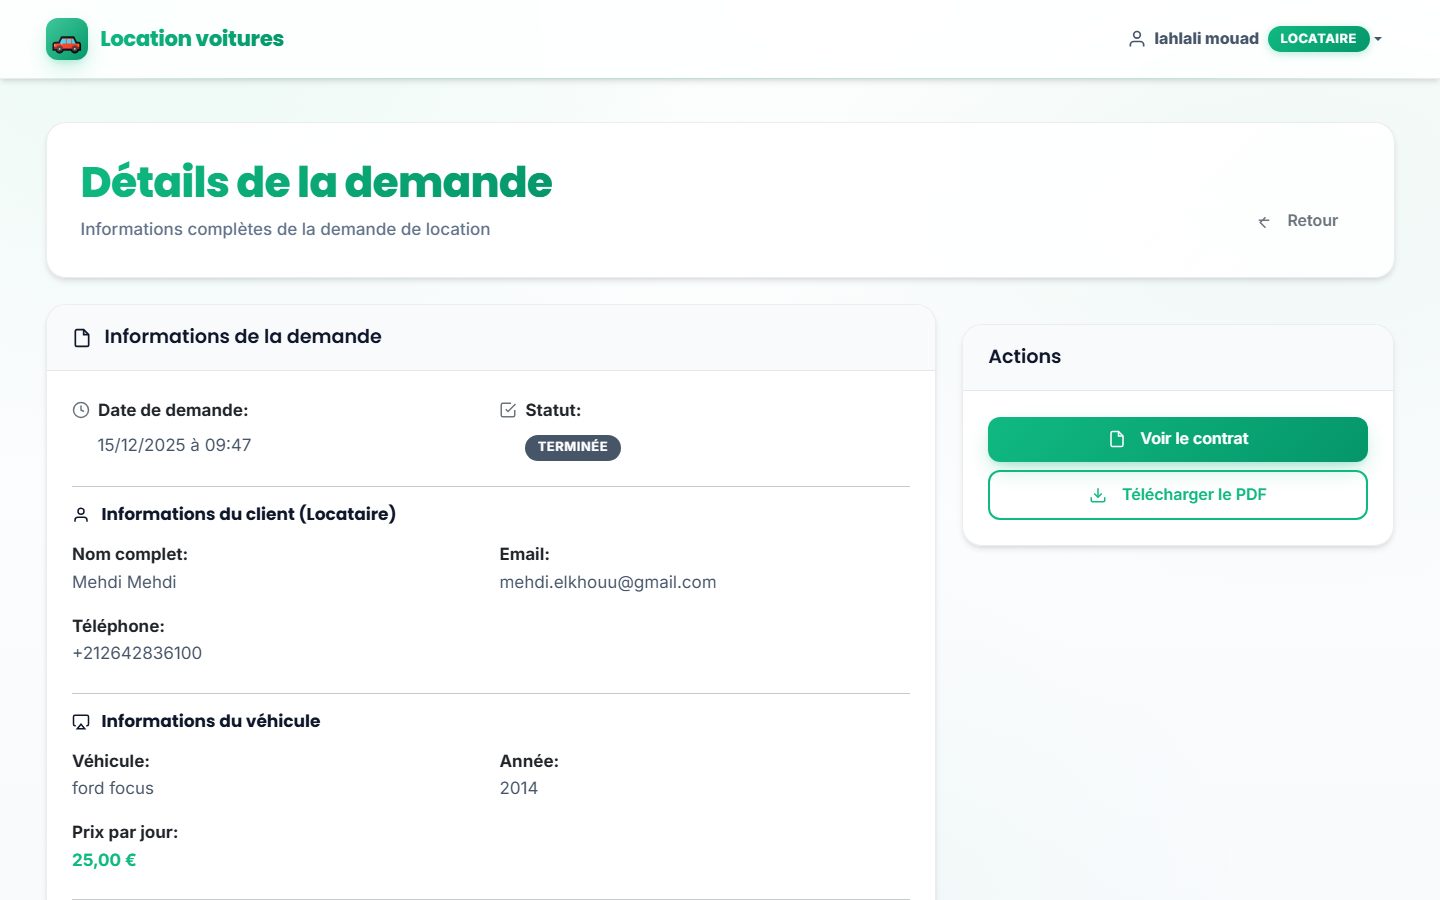 Location voitures
lahlali mouad LOCATAIRE
Détails de la demande
Informations complètes de la demande de location
Retour
Informations de la demande
Date de demande:
15/12/2025 à 09:47
Statut:
TERMINÉE
Informations du client (Locataire)
Nom complet:
Mehdi Mehdi
Email:
mehdi.elkhouu@gmail.com
Téléphone:
+212642836100
Informations du véhicule
Véhicule:
ford focus
Année:
2014
Prix par jour:
25,00 €
Actions
Voir le contrat
Télécharger le PDF